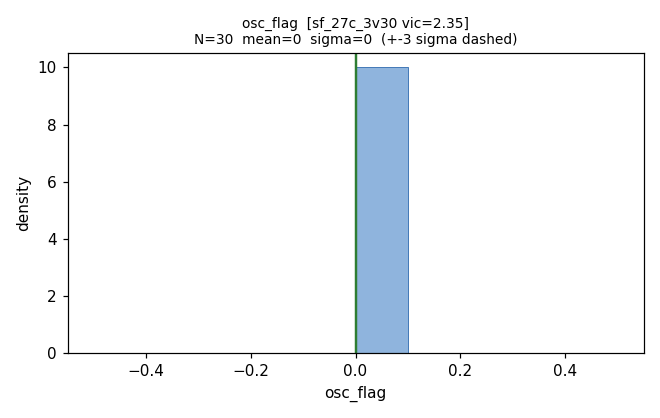 osc_flag  [sf_27c_3v30 vic=2.35]
N=30  mean=0  sigma=0  (+-3 sigma dashed)
density
10
8
6
4
2
0
−0.4
−0.2
0.0
0.2
0.4
osc_flag